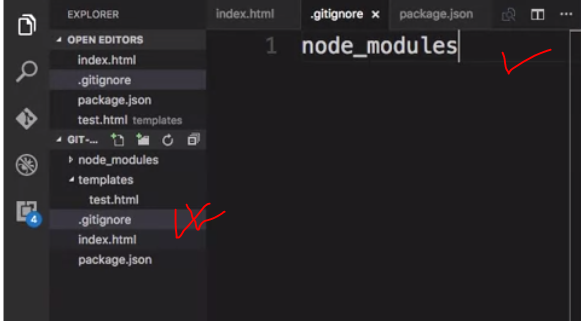 EXPLORER
index.html
.gitignore
package.json
OPEN EDITORS
index.html
.gitignore
package.json
test.html templates
GIT-...
node_modules
templates
test.html
.gitignore
index.html
package.json
4
1 node_modules